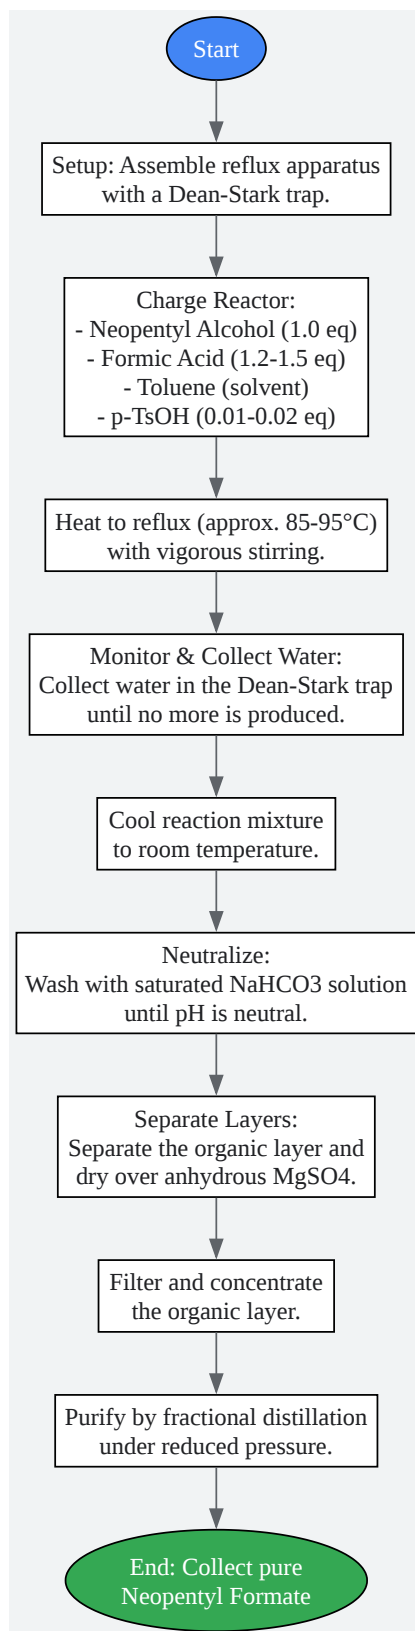 Start
Setup: Assemble reflux apparatus
with a Dean-Stark trap.
Charge Reactor:
- Neopentyl Alcohol (1.0 eq)
- Formic Acid (1.2-1.5 eq)
- Toluene (solvent)
- p-TsOH (0.01-0.02 eq)
Heat to reflux (approx. 85-95°C)
with vigorous stirring.
Monitor & Collect Water:
Collect water in the Dean-Stark trap
until no more is produced.
Cool reaction mixture
to room temperature.
Neutralize:
Wash with saturated NaHCO3 solution
until pH is neutral.
Separate Layers:
Separate the organic layer and
dry over anhydrous MgSO4.
Filter and concentrate
the organic layer.
Purify by fractional distillation
under reduced pressure.
End: Collect pure
Neopentyl Formate